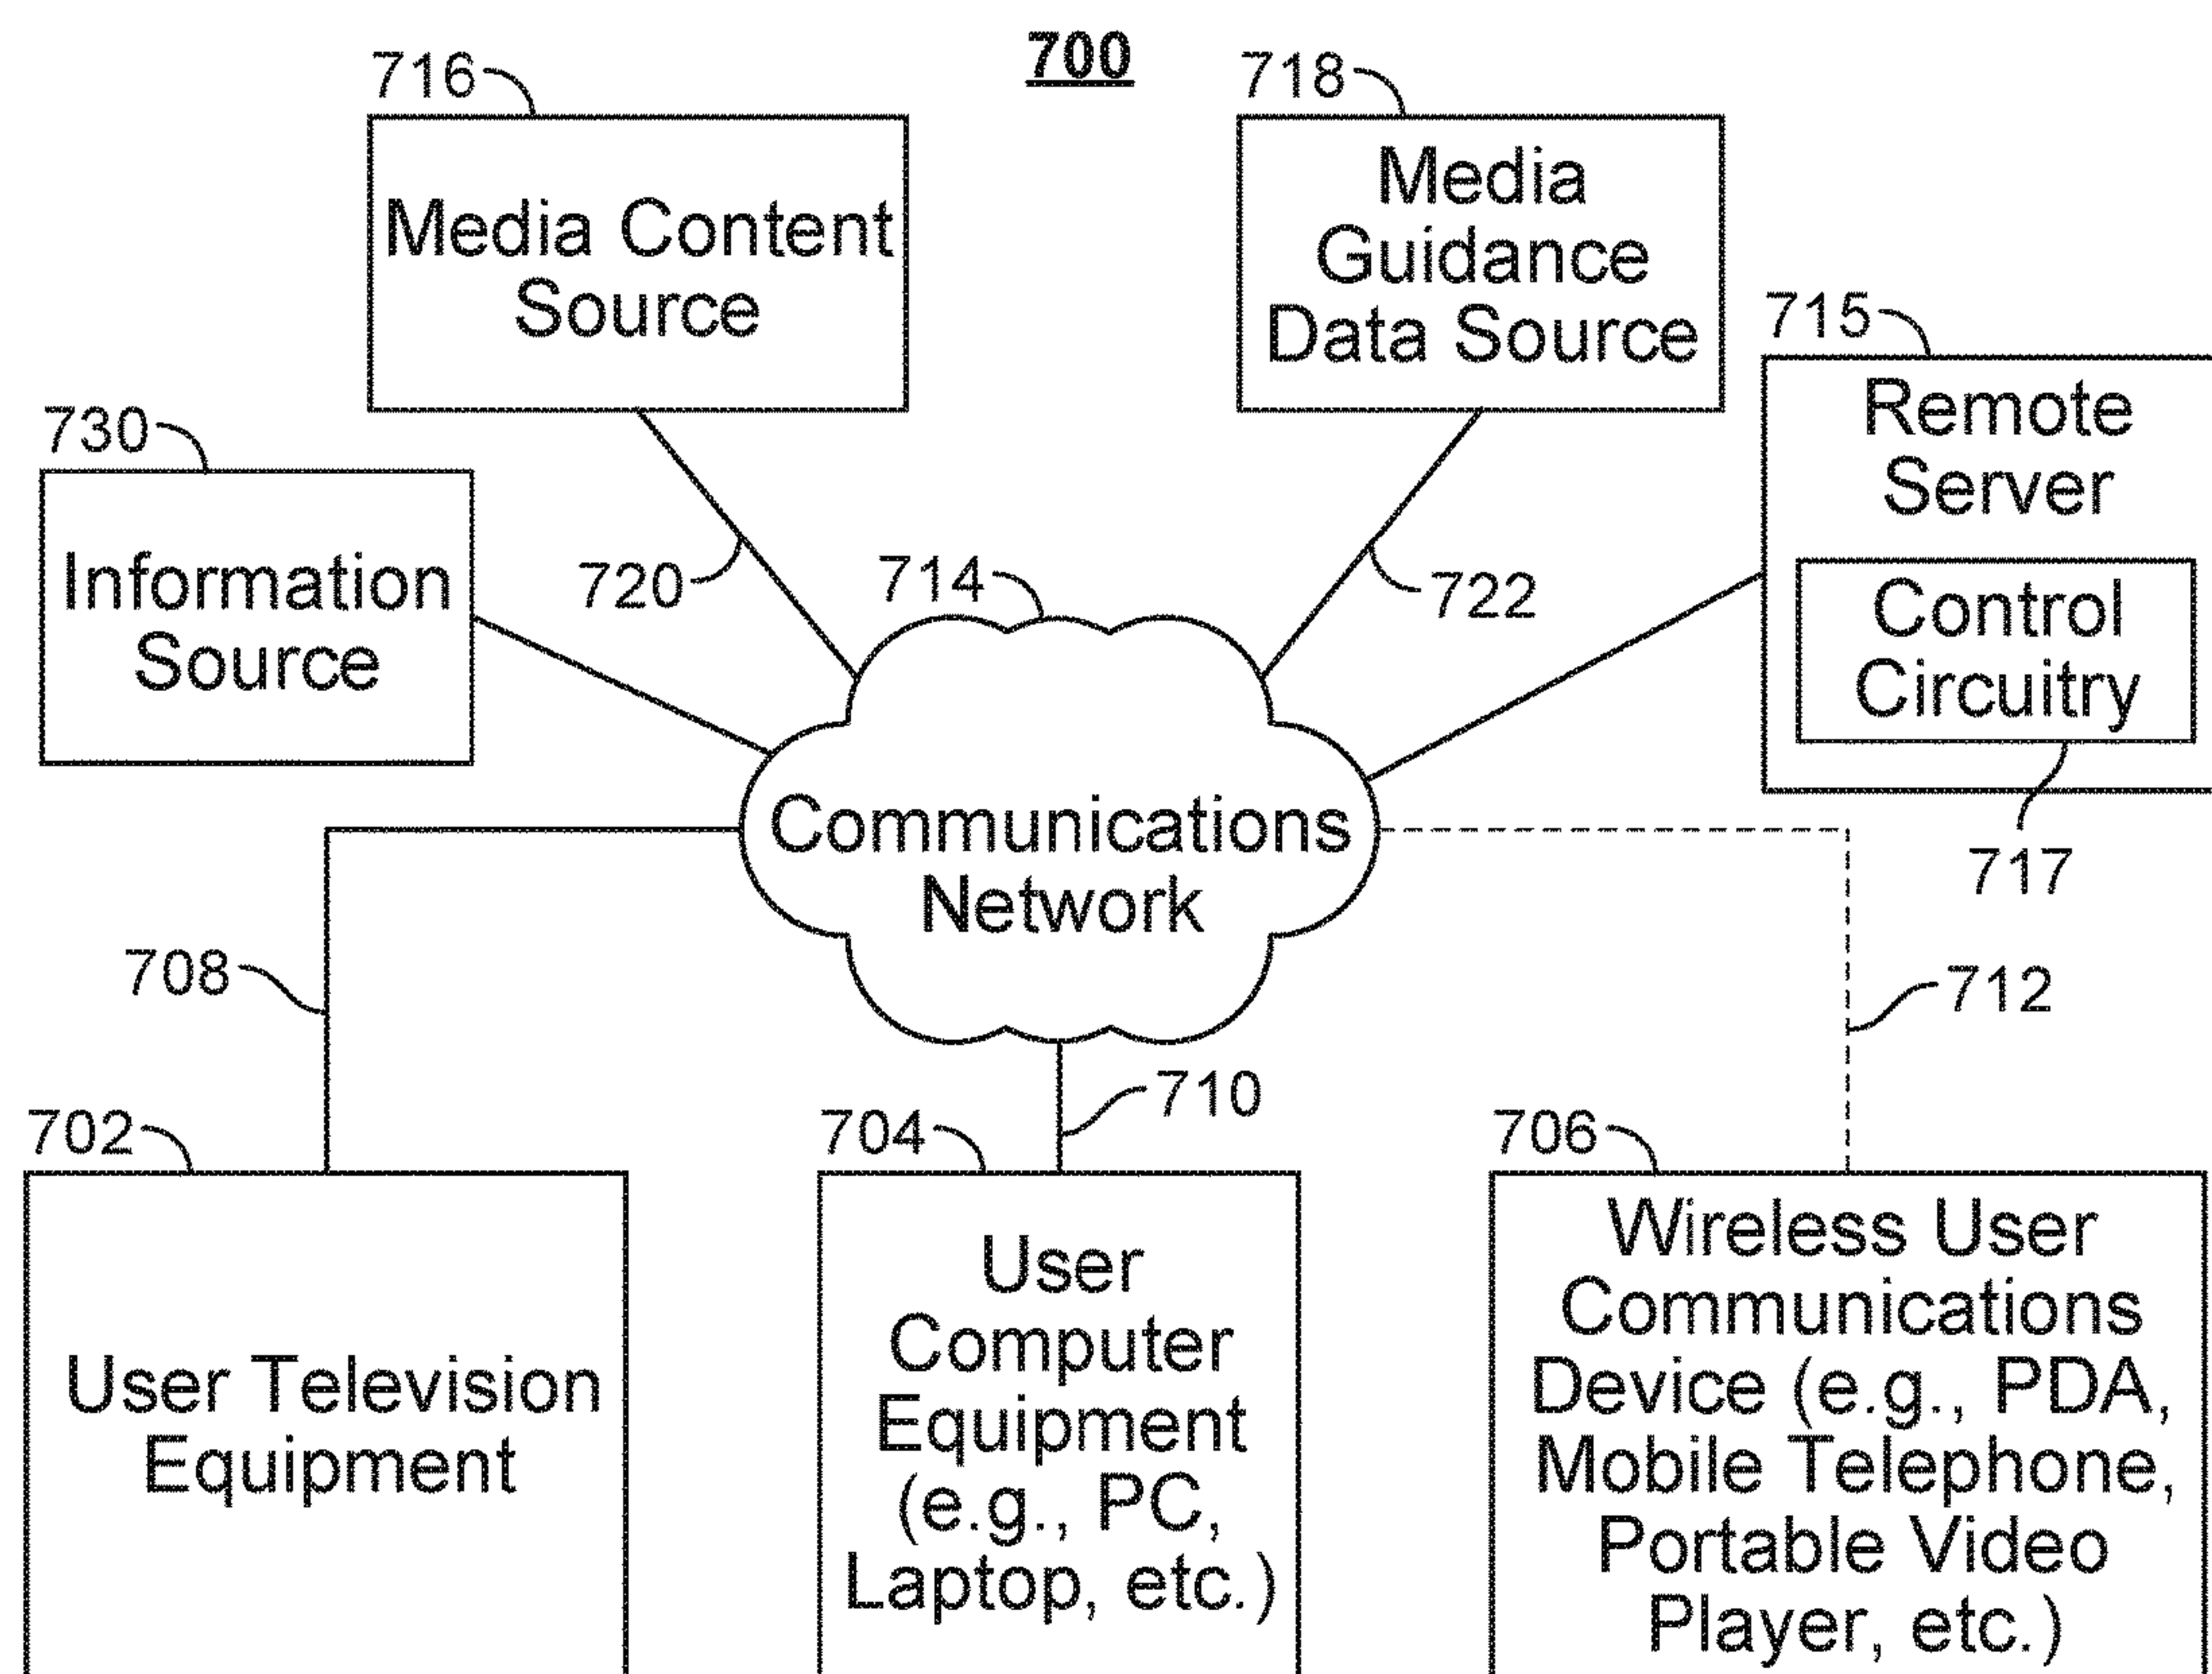 700
716
Media Content
Source
718
Media
Guidance
Data Source
715
Remote
Server
Control
Circuitry
717
730
Information
Source
720
722
714
Communications
Network
708
710
712
702
User Television
Equipment
704
User
Computer
Equipment
(e.g., PC,
Laptop, etc.)
706
Wireless User
Communications
Device (e.g., PDA,
Mobile Telephone,
Portable Video
Player, etc.)